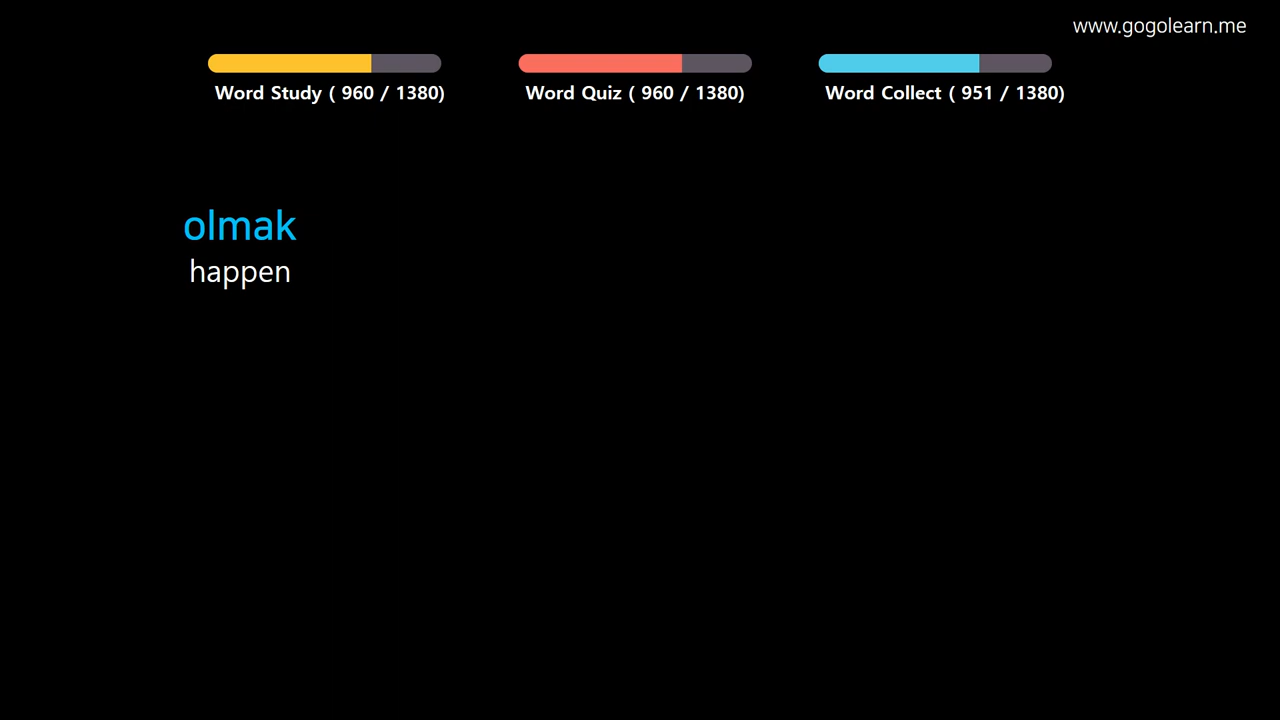 www.gogolearn.me
Word Study ( 960 / 1380)
Word Quiz ( 960 / 1380)
Word Collect ( 951 / 1380)
olmak
happen